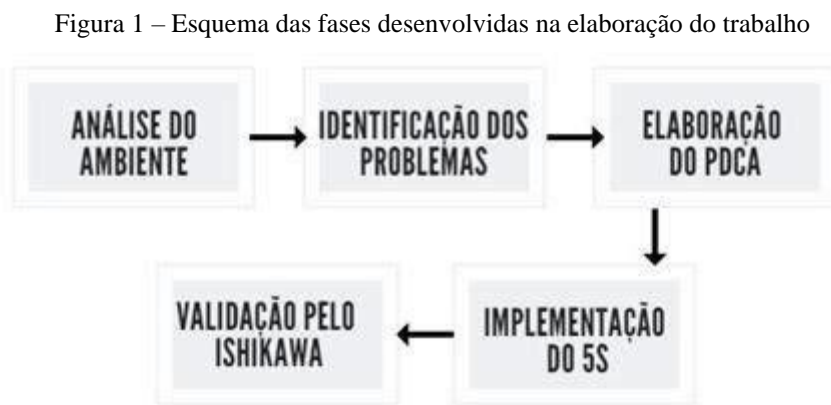 Figura 1 – Esquema das fases desenvolvidas na elaboração do trabalho
ANÁLISE DO
AMBIENTE
IDENTIFICAÇÃO DOS
PROBLEMAS
ELABORAÇÃO
DO PDCA
IMPLEMENTAÇÃO
DO 5S
VALIDAÇÃO PELO
ISHIKAWA